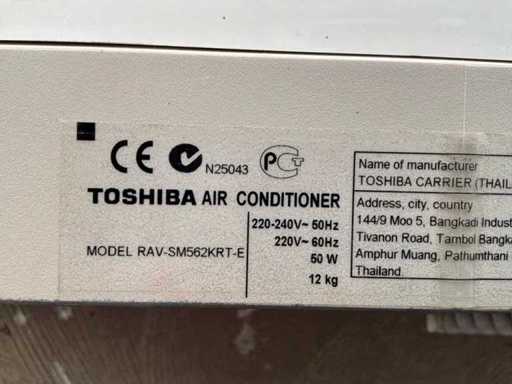 CE N25043 PCT
TOSHIBA AIR CONDITIONER
220-240V~ 50Hz
220V~ 60Hz
MODEL RAV-SM562KRT-E
50 W
12 kg
Name of manufacturer
TOSHIBA CARRIER (THAIL
Address, city, country
144/9 Moo 5, Bangkadi Indust
Tivanon Road, Tambol Bangka
Amphur Muang, Pathumthani
Thailand.